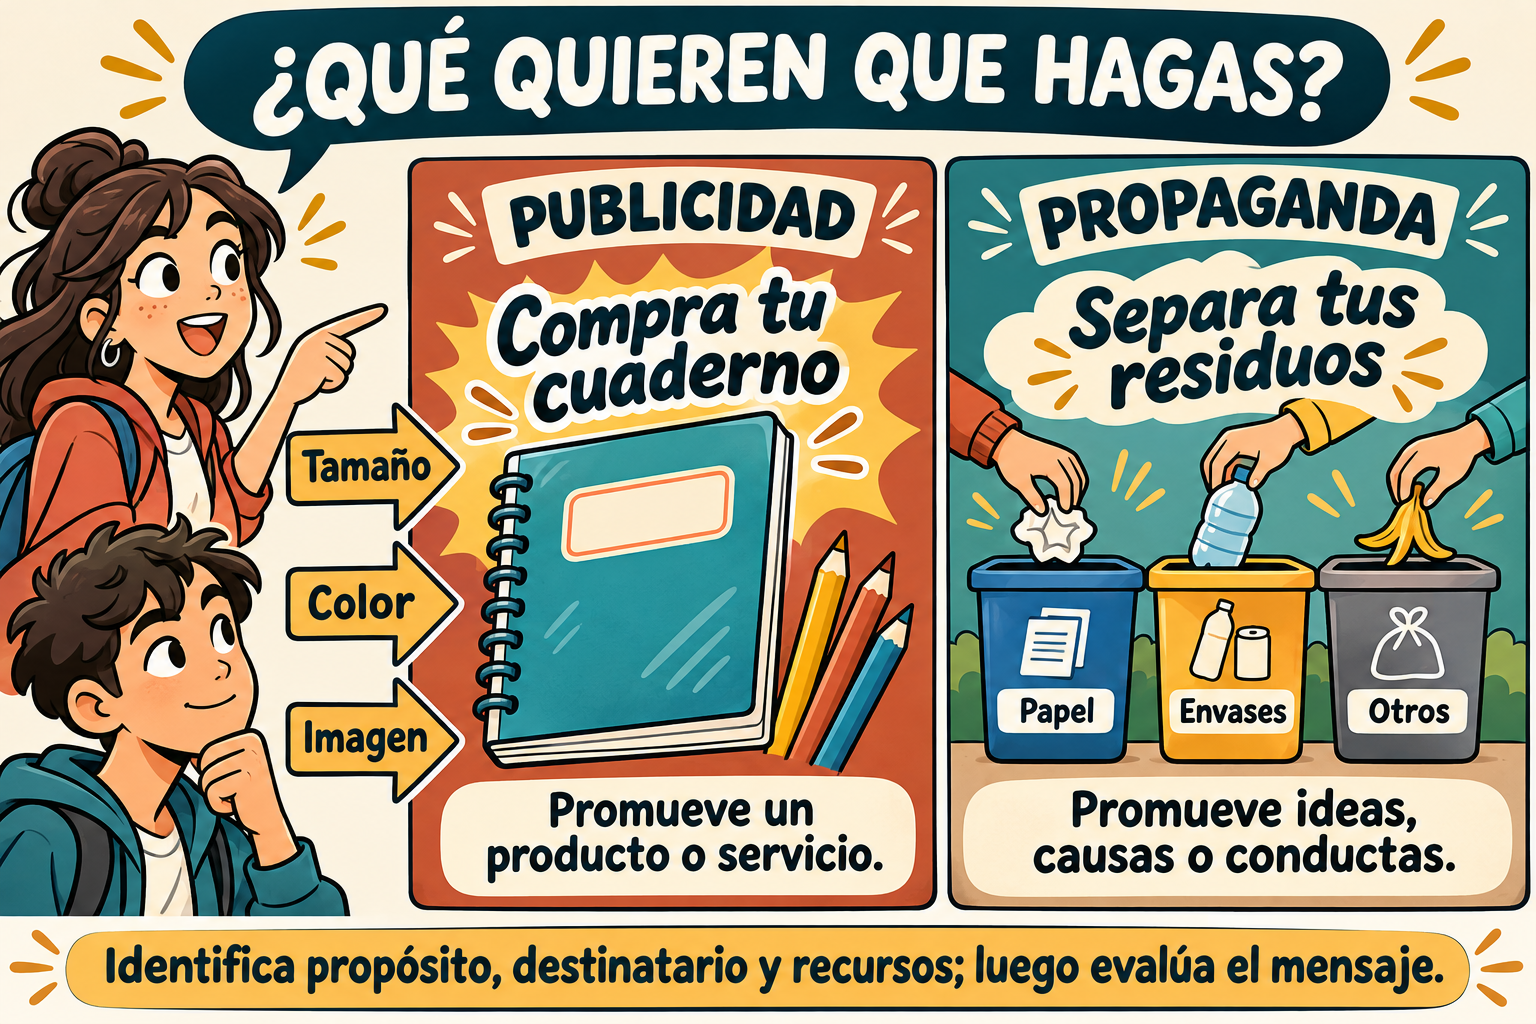 ¿QUÉ QUIEREN QUE HAGAS?
PUBLICIDAD
Compra tu
cuaderno
Tamaño
Color
Imagen
Promueve un
producto o servicio.
PROPAGANDA
Separa tus
residuos
Papel
Envases
Otros
Promueve ideas,
causas o conductas.
Identifica propósito, destinatario y recursos; luego evalúa el mensaje.